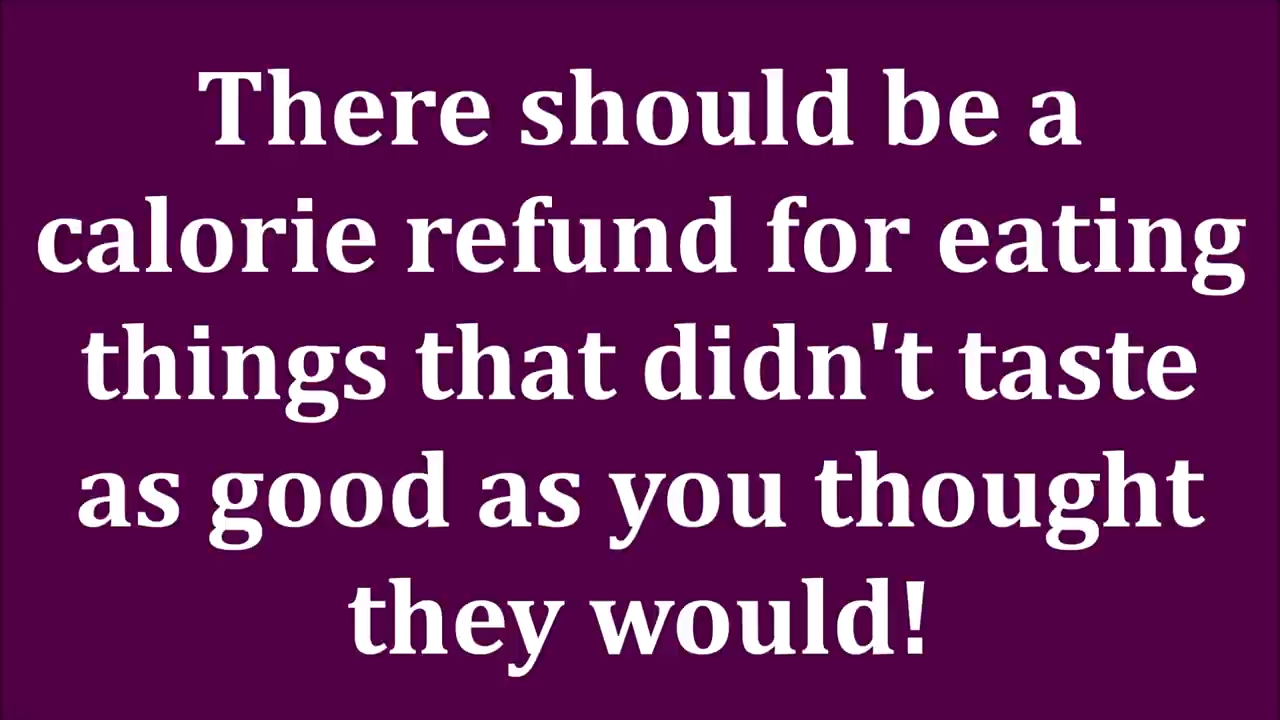 There should be a
calorie refund for eating
things that didn't taste
as good as you thought
they would!